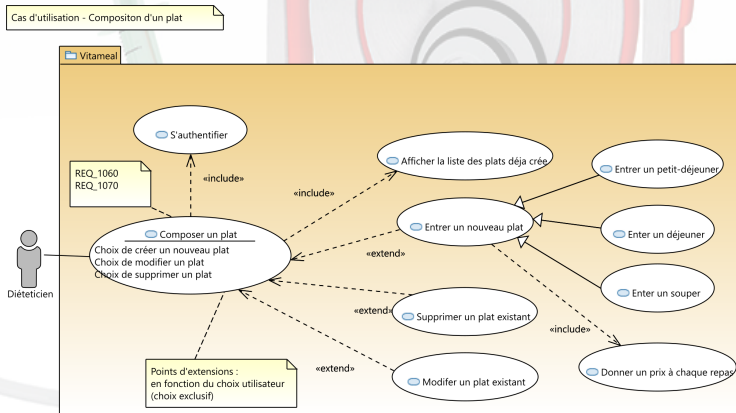 Cas d'utilisation - Compositon d'un plat
Vitameal
S'authentifier
REQ_1060
REQ_1070
«include»
«include»
Afficher la liste des plats déja crée
Entrer un petit-déjeuner
Composer un plat
Choix de créer un nouveau plat
Choix de modifier un plat
Choix de supprimer un plat
Entrer un nouveau plat
Enter un déjeuner
«extend»
Diéteticien
Enter un souper
«extend»
Supprimer un plat existant
«include»
Points d'extensions :
en fonction du choix utilisateur
(choix exclusif)
«extend»
Modifer un plat existant
Donner un prix à chaque repas